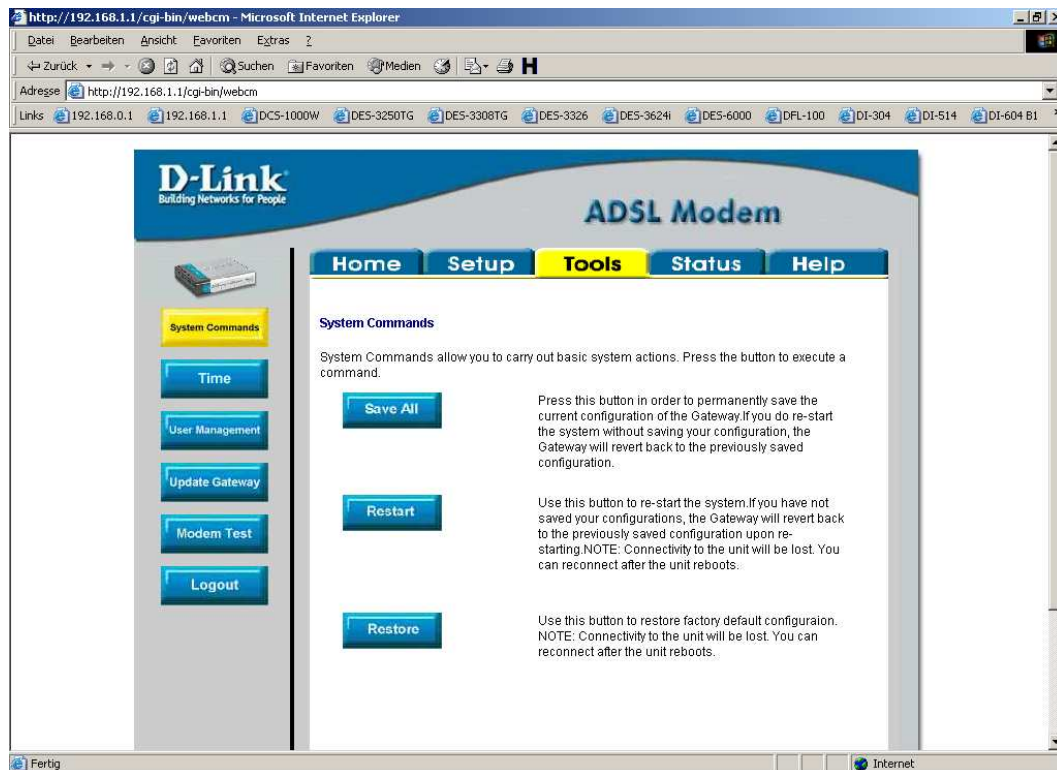 http://192.168.1.1/cgi-bin/webcm - Microsoft Internet Explorer
Datei Bearbeiten Ansicht Favoriten Extras ?
Zurück Suchen Favoriten Medien H
Adresse http://192.168.1.1/cgi-bin/webcm
Links 192.168.0.1 192.168.1.1 DCS-1000W DES-3250TG DES-3308TG DES-3326 DES-3624i DES-6000 DFL-100 DI-304 DI-514 DI-604 B1
D-Link
Building Networks for People
ADSL Modem
Home Setup Tools Status Help
System Commands
Time
User Management
Update Gateway
Modem Test
Logout
System Commands
System Commands allow you to carry out basic system actions. Press the button to execute a
command.
Save All
Press this button in order to permanently save the
current configuration of the Gateway.If you do re-start
the system without saving your configuration, the
Gateway will revert back to the previously saved
configuration.
Restart
Use this button to re-start the system.If you have not
saved your configurations, the Gateway will revert back
to the previously saved configuration upon re-
starting.NOTE: Connectivity to the unit will be lost. You
can reconnect after the unit reboots.
Restore
Use this button to restore factory default configuraion.
NOTE: Connectivity to the unit will be lost. You can
reconnect after the unit reboots.
Fertig
Internet